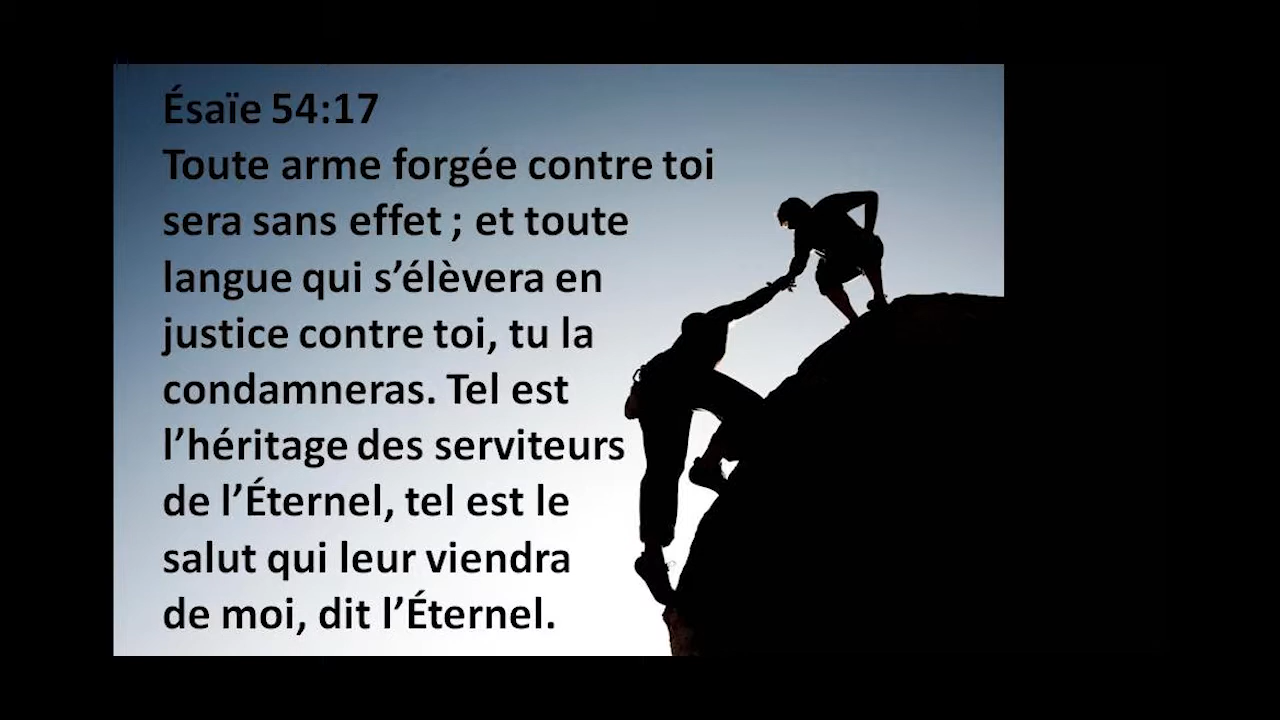 Ésaïe 54:17
Toute arme forgée contre toi
sera sans effet ; et toute
langue qui s’élèvera en
justice contre toi, tu la
condamneras. Tel est
l’héritage des serviteurs
de l’Éternel, tel est le
salut qui leur viendra
de moi, dit l’Éternel.